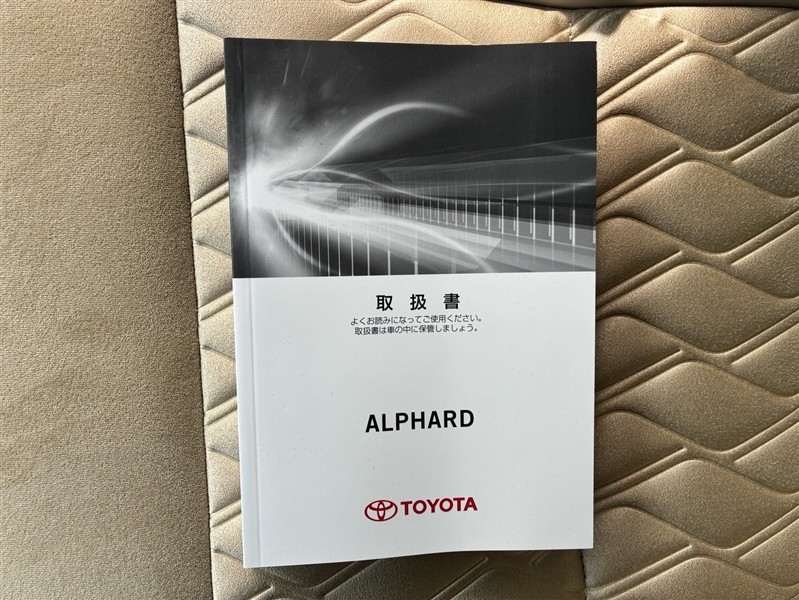 取扱書
よくお読みになってご使用ください。
取扱書は車の中に保管しましょう。
ALPHARD
TOYOTA